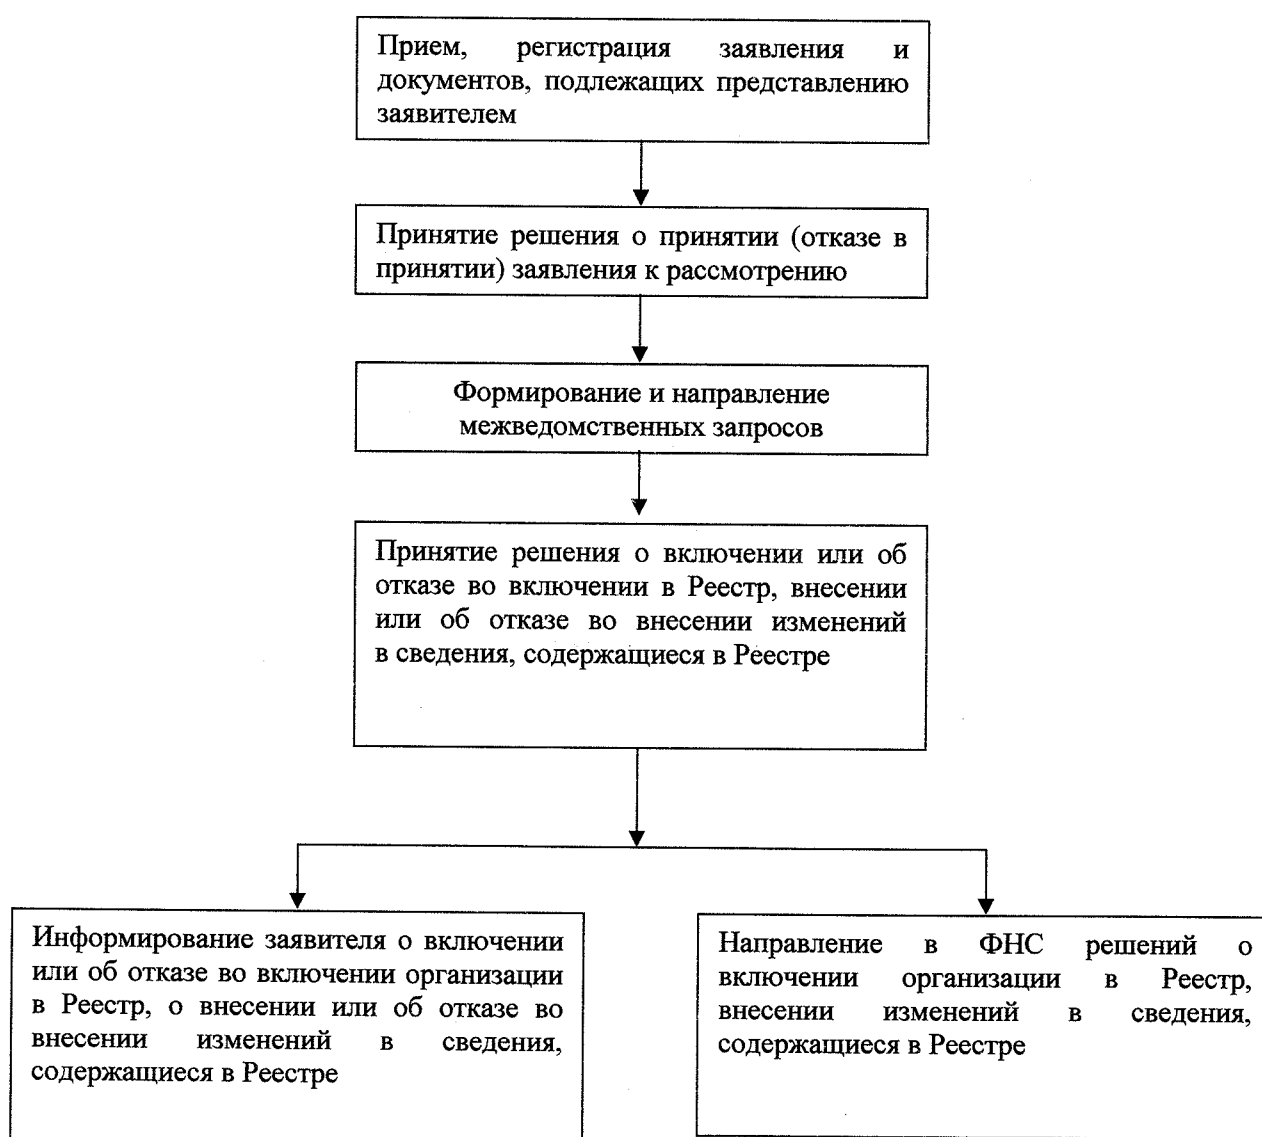 Прием, регистрация заявления и
документов, подлежащих представлению
заявителем
Принятие решения о принятии (отказе в
принятии) заявления к рассмотрению
Формирование и направление
межведомственных запросов
Принятие решения о включении или об
отказе во включении в Реестр, внесении
или об отказе во внесении изменений
в сведения, содержащиеся в Реестре
Информирование заявителя о включении
или об отказе во включении организации
в Реестр, о внесении или об отказе во
внесении изменений в сведения,
содержащиеся в Реестре
Направление в ФНС решений о
включении организации в Реестр,
внесении изменений в сведения,
содержащиеся в Реестре